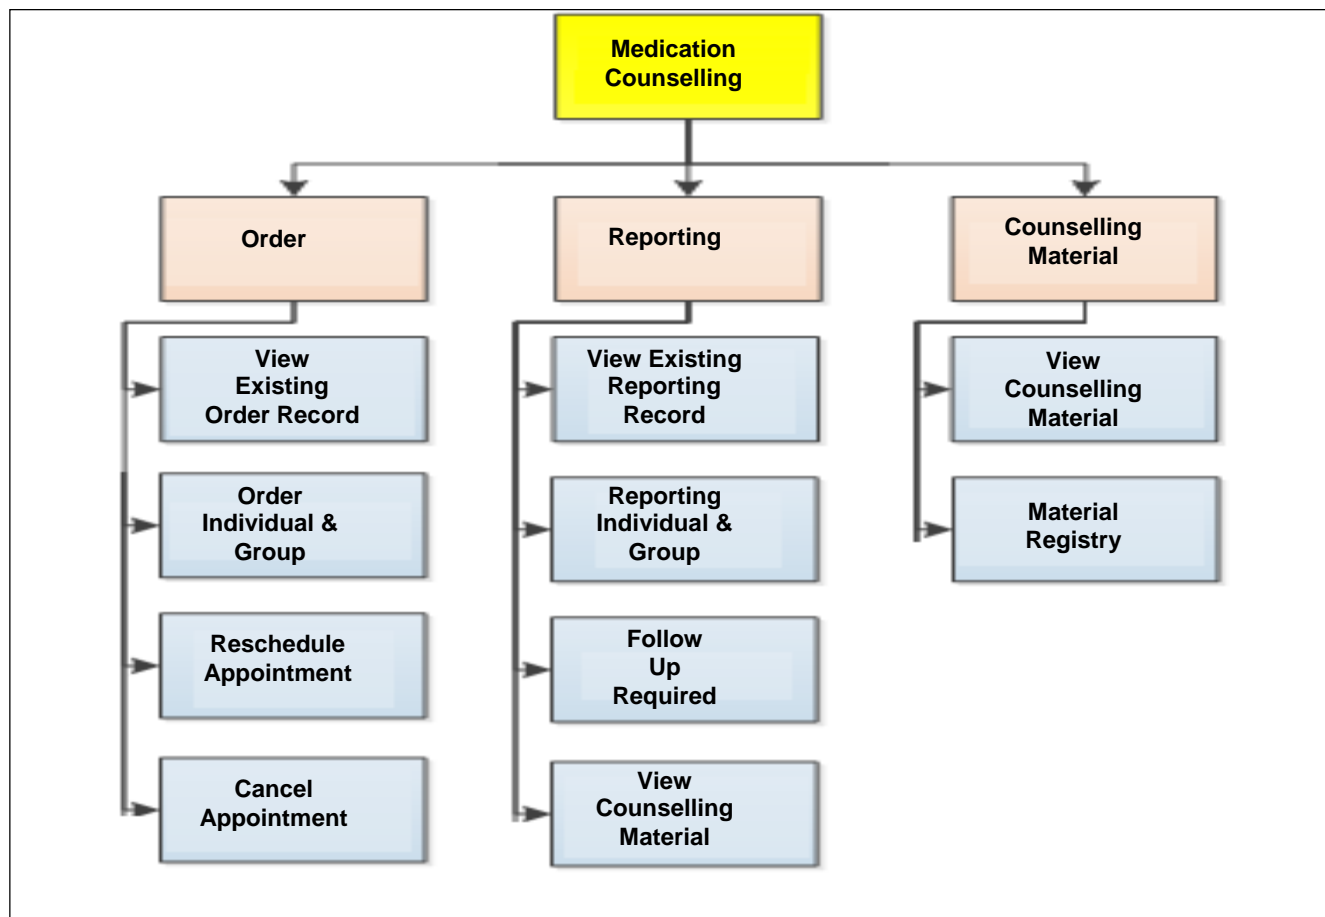 Medication
Counselling
Order
Reporting
Counselling
Material
View
Existing
Order Record
View Existing
Reporting
Record
View
Counselling
Material
Order
Individual &
Group
Reporting
Individual &
Group
Material
Registry
Reschedule
Appointment
Follow
Up
Required
Cancel
Appointment
View
Counselling
Material